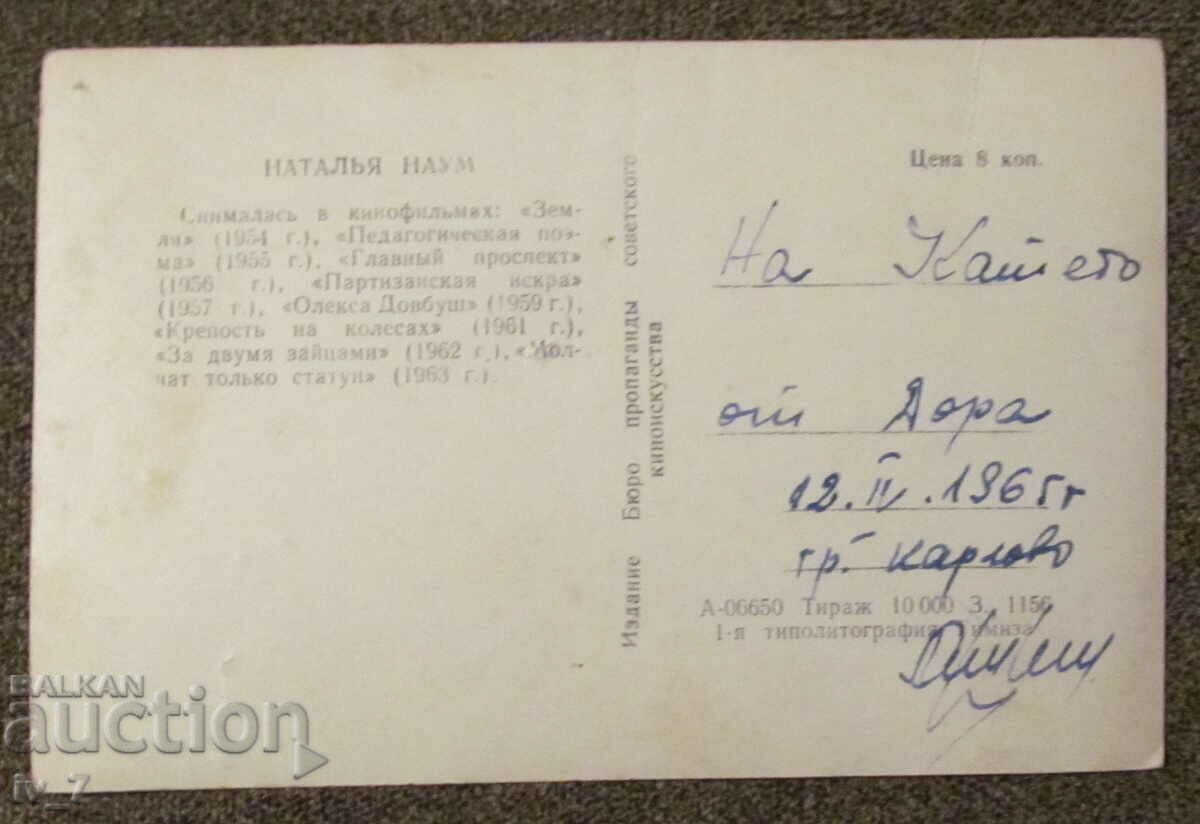 НАТАЛЬЯ НАУМ
Снималась в кинофильмах: «Зем-
ля» (1954 г.), «Педагогическая поэ-
ма» (1955 г.), «Главный проспект»
(1956 г.), «Партизанская искра»
(1957 г.), «Олекса Довбуш» (1959 г.),
«Крепость на колесах» (1961 г.),
«За двумя зайцами» (1962 г.), «Мол-
чат только статуи» (1963 г.).
Издание Бюро пропаганды советского
киноискусства
Цена 8 коп.
На Катето
от Дора
12.II.1965 г
гр. Карлово
А-06650 Тираж 10 000 З. 1156
1-я типолитография
BALKAN
auction
iv_7